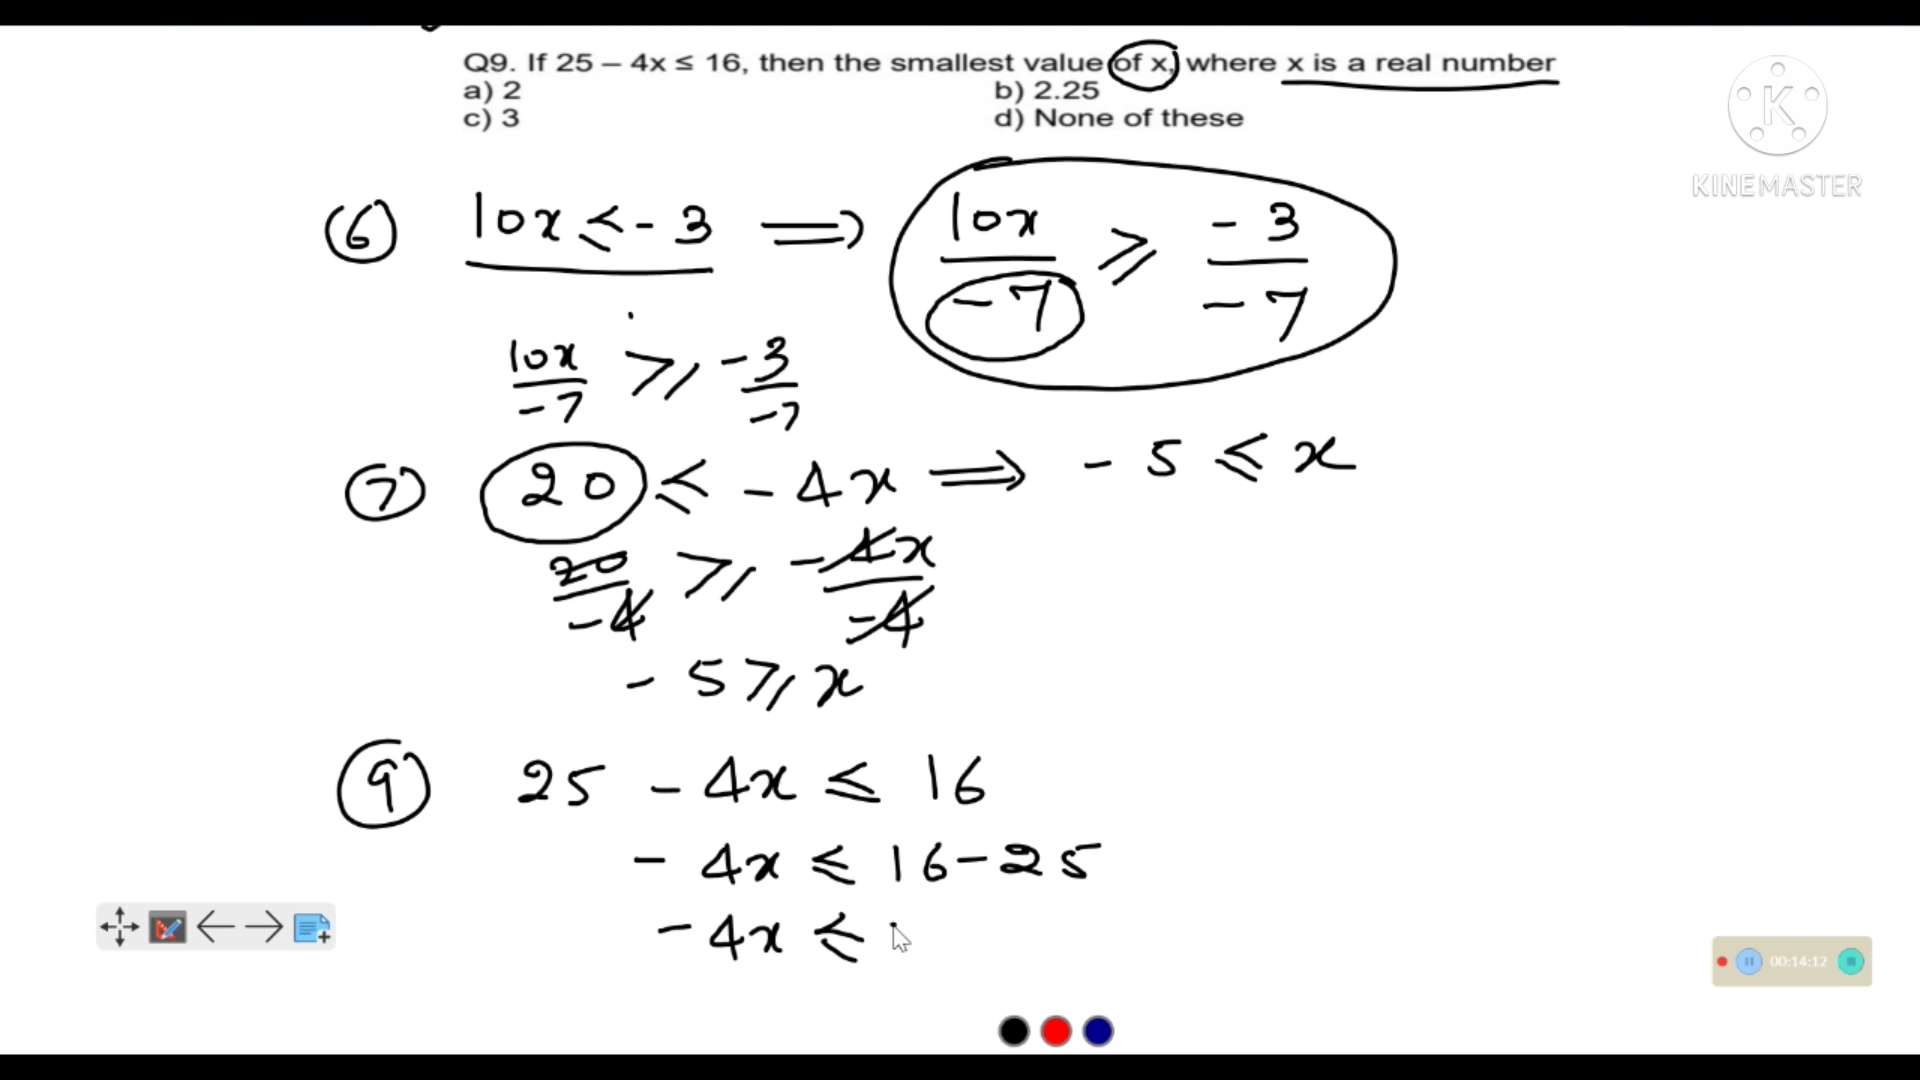 Q9. If 25 – 4x ≤ 16, then the smallest value of x, where x is a real number
a) 2 b) 2.25
c) 3 d) None of these
KINEMASTER
(6) 10x ≤ -3 ⟹ 10x/-7 ≥ -3/-7
10x/-7 ≥ -3/-7
(7) 20 ≤ -4x ⟹ -5 ≤ x
20/-4 ≥ -4x/-4
-5 ≥ x
(9) 25 - 4x ≤ 16
-4x ≤ 16-25
-4x ≤
00:14:12